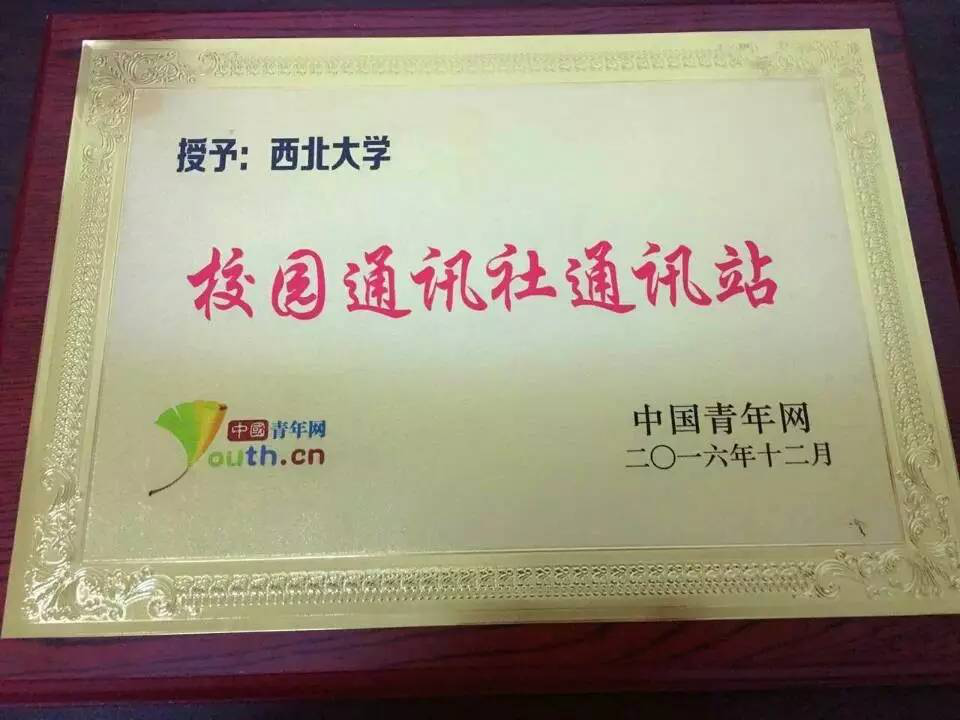 授予：西北大学
校园通讯社通讯站
中國青年网
Youth.cn
中国青年网
二〇一六年十二月